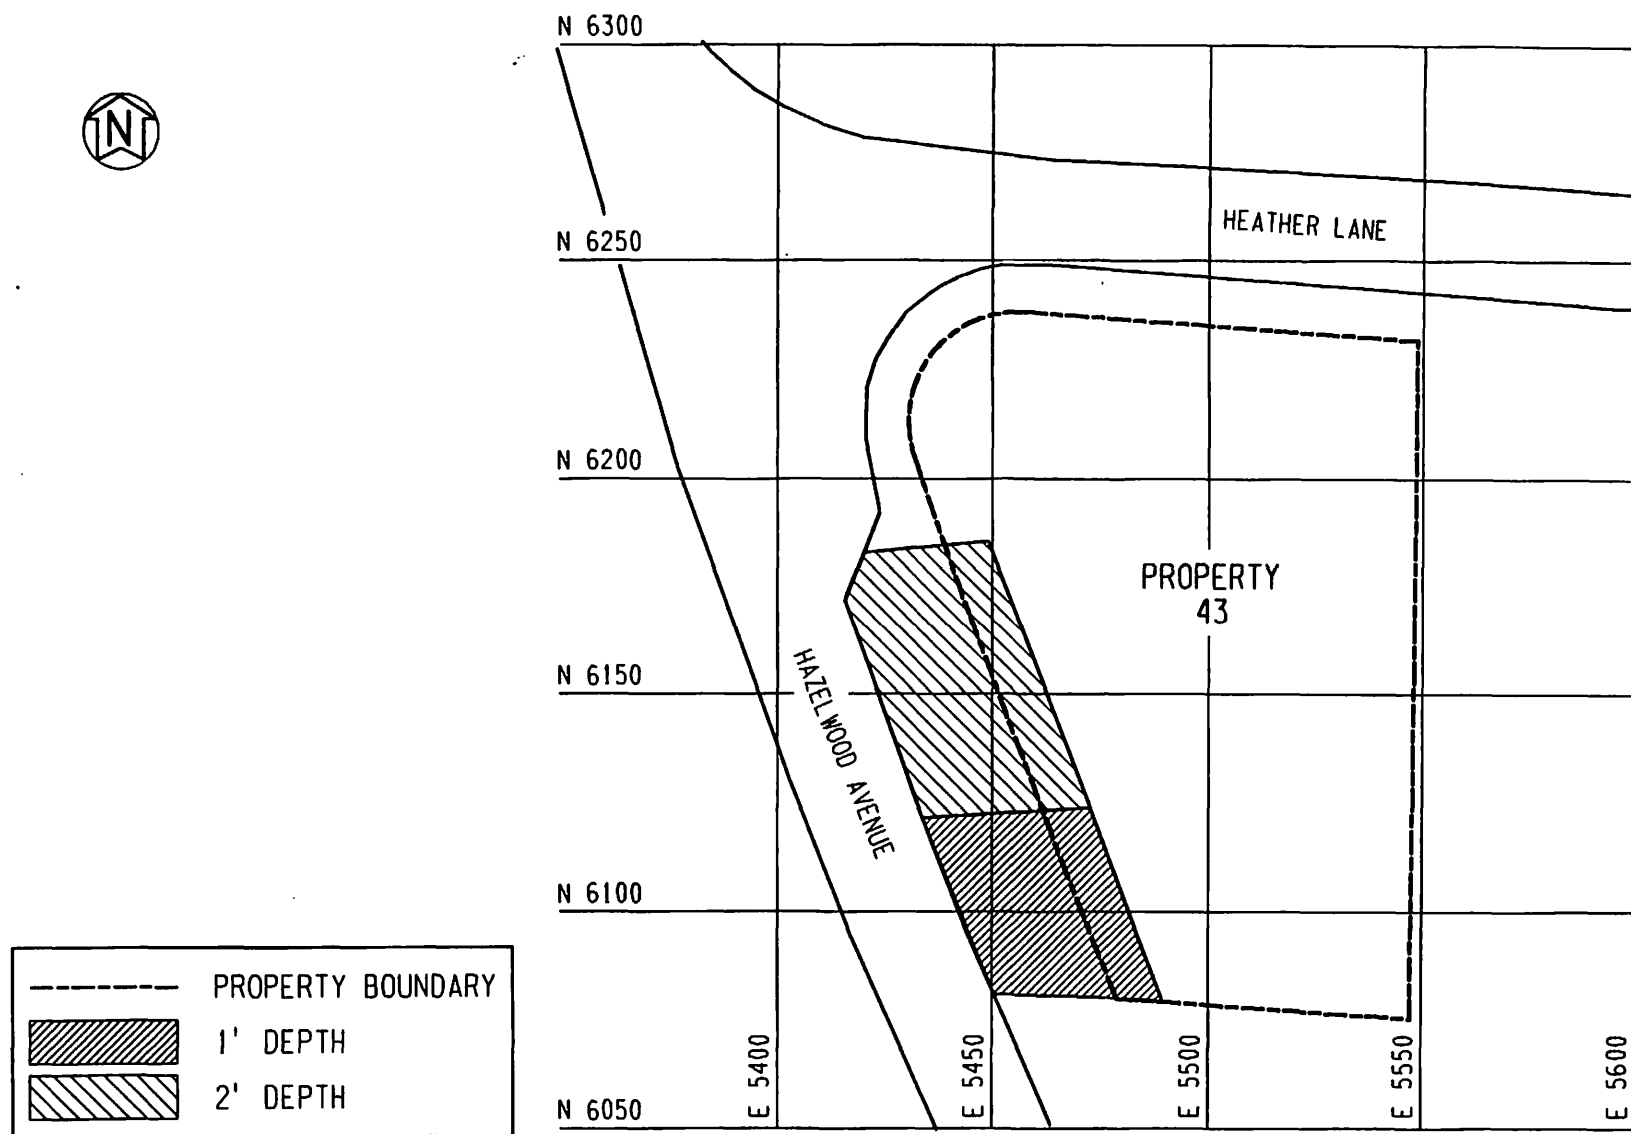 N 6300
N
HEATHER LANE
N 6250
N 6200
PROPERTY
43
N 6150
HAZELWOOD AVENUE
N 6100
PROPERTY BOUNDARY
1' DEPTH
2' DEPTH
N 6050
E 5400
E 5450
E 5500
E 5550
E 5600